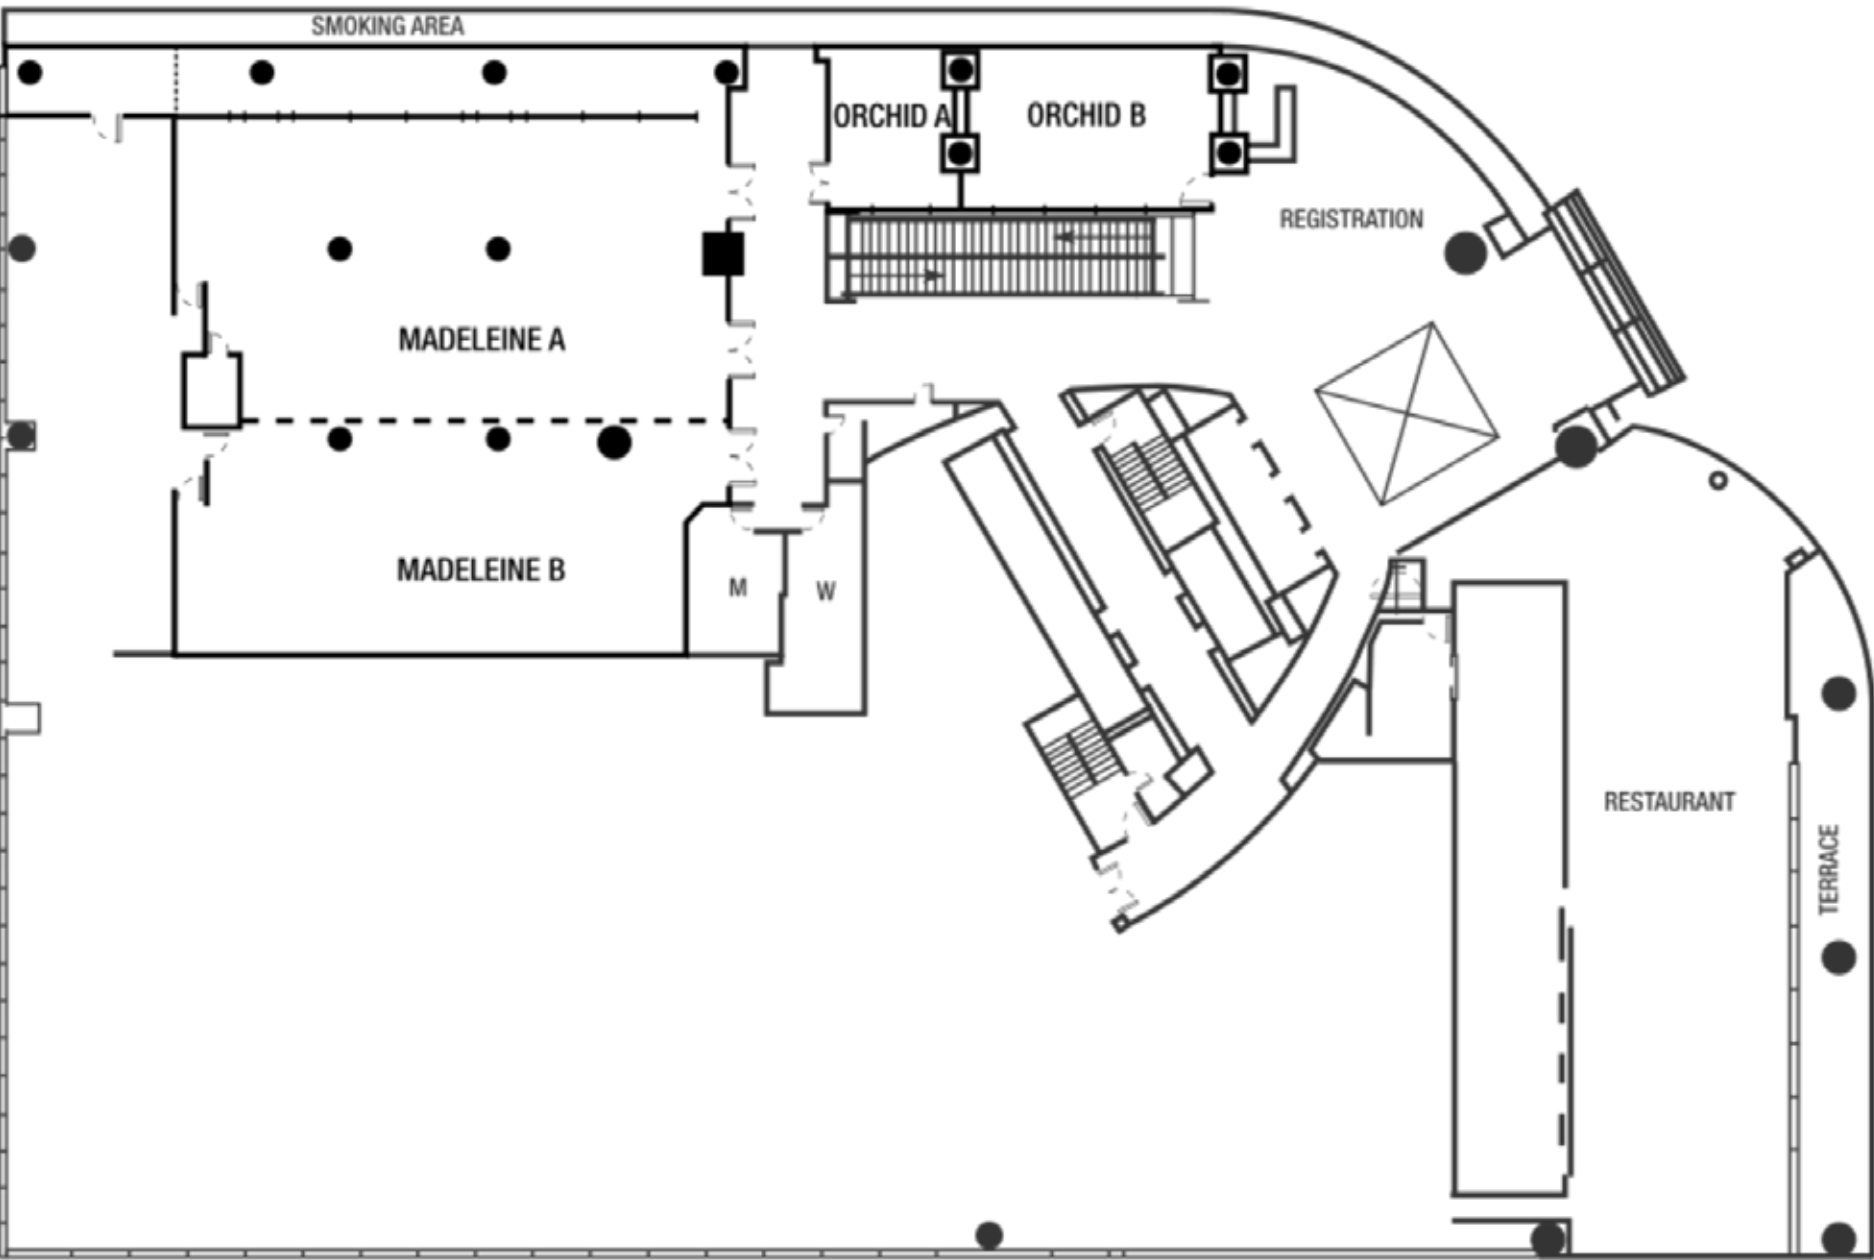 SMOKING AREA
ORCHID A
ORCHID B
REGISTRATION
MADELEINE A
MADELEINE B
M
W
RESTAURANT
TERRACE